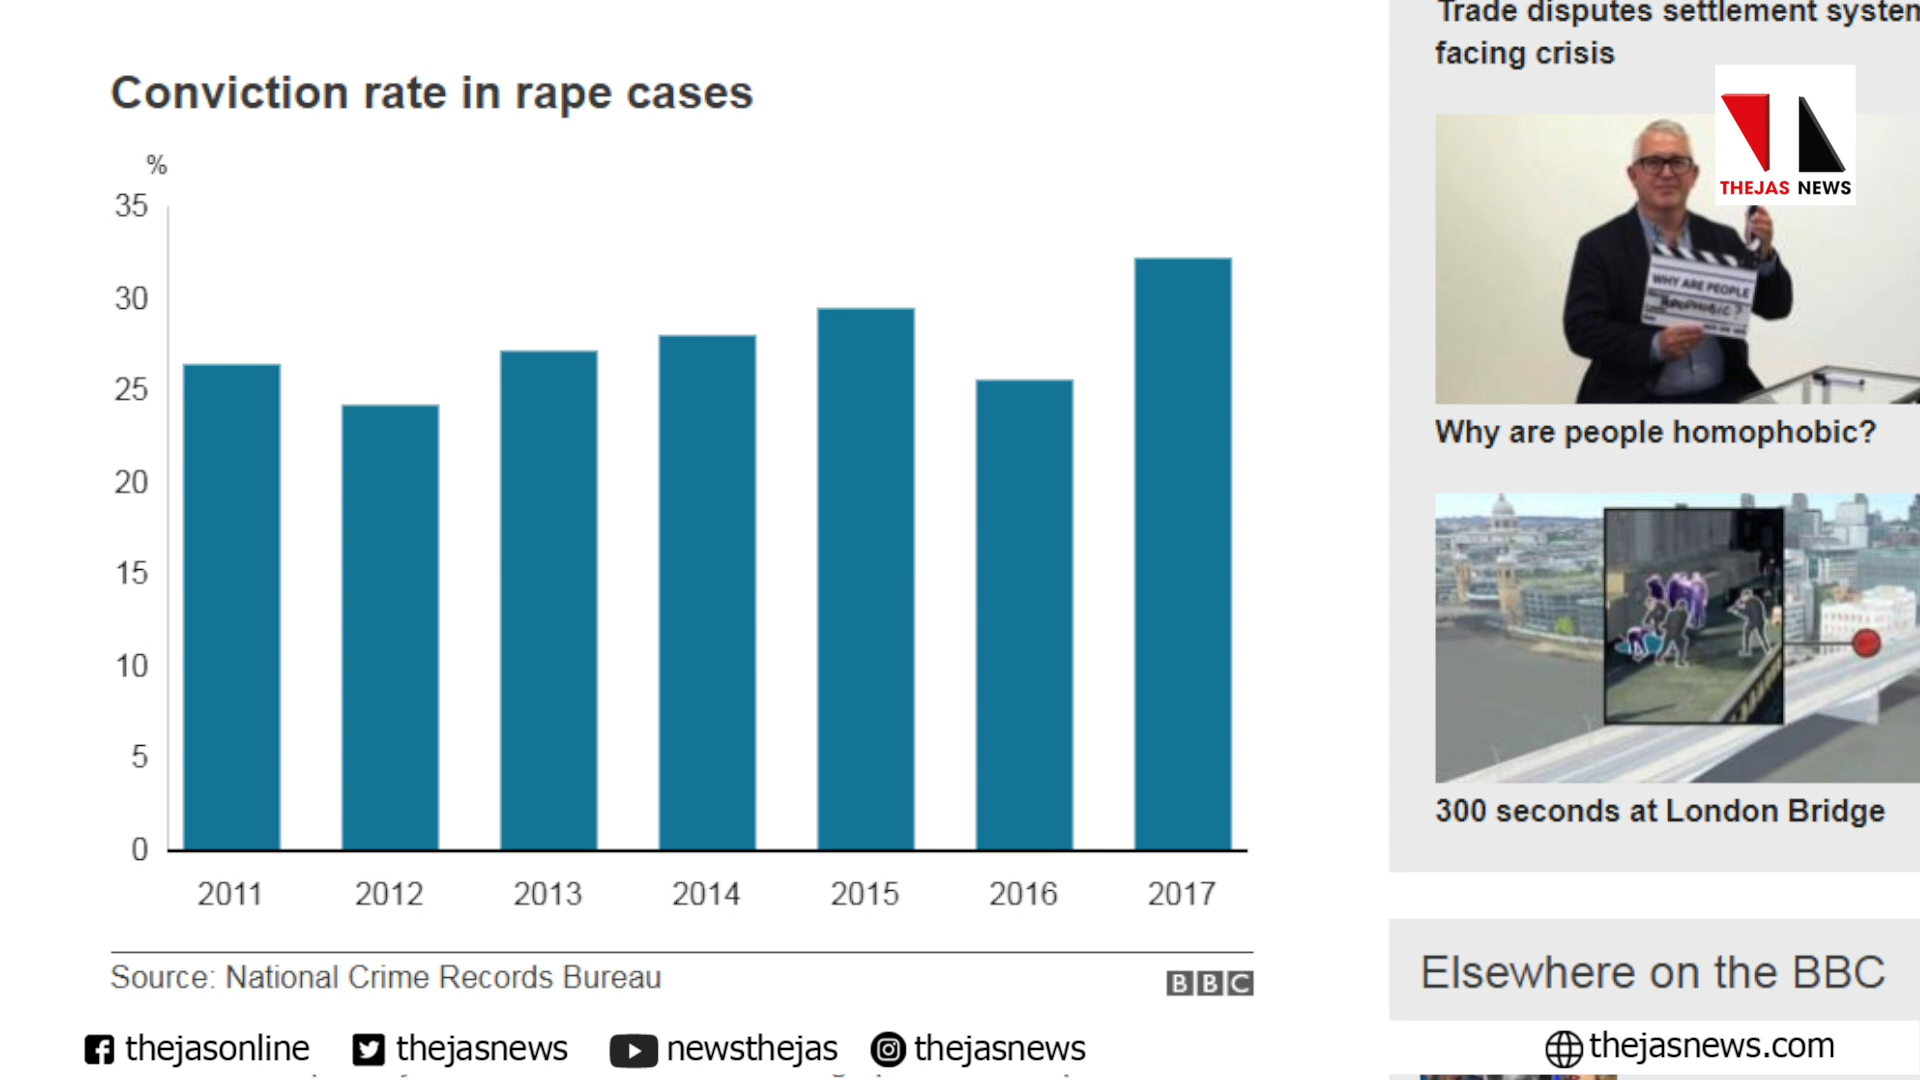 Conviction rate in rape cases
%
35
30
25
20
15
10
5
0
2011 2012 2013 2014 2015 2016 2017
Source: National Crime Records Bureau
BBC
Trade disputes settlement system
facing crisis
THEJAS NEWS
WHY ARE PEOPLE
HOMOPHOBIC?
Why are people homophobic?
300 seconds at London Bridge
Elsewhere on the BBC
thejasonline thejasnews newsthejas thejasnews thejasnews.com